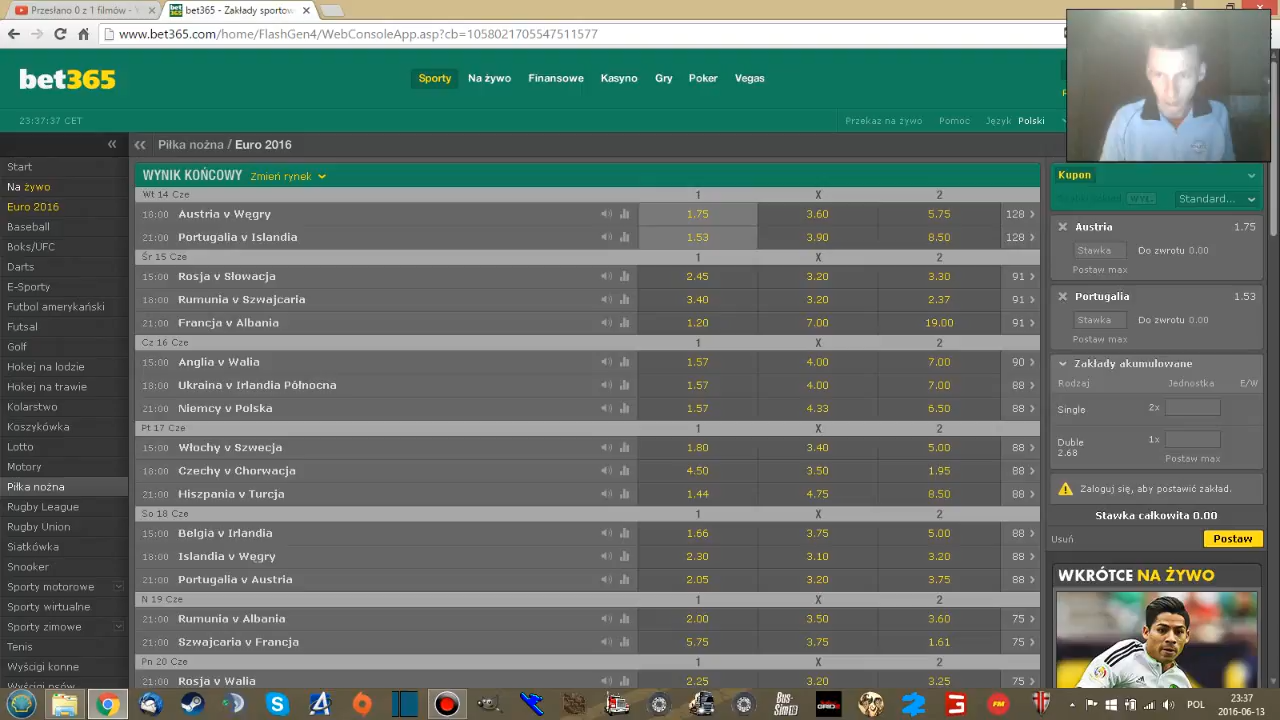 Przesłano 0 z 1 filmów -
bet365 - Zakłady sportow
www.bet365.com/home/FlashGen4/WebConsoleApp.asp?cb=1058021705547511577
bet365
Sporty Na żywo Finansowe Kasyno Gry Poker Vegas
23:37:37 CET
Przekaz na żywo Pomoc Język Polski
Piłka nożna / Euro 2016
Start
Na żywo
Euro 2016
Baseball
Boks/UFC
Darts
E-Sporty
Futbol amerykański
Futsal
Golf
Hokej na lodzie
Hokej na trawie
Kolarstwo
Koszykówka
Lotto
Motory
Piłka nożna
Rugby League
Rugby Union
Siatkówka
Snooker
Sporty motorowe
Sporty wirtualne
Sporty zimowe
Tenis
Wyścigi konne
Wyścigi psów
WYNIK KOŃCOWY Zmień rynek
Wt 14 Cze 1 X 2
18:00 Austria v Węgry 1.75 3.60 5.75 128
21:00 Portugalia v Islandia 1.53 3.90 8.50 128
Śr 15 Cze 1 X 2
15:00 Rosja v Słowacja 2.45 3.20 3.30 91
18:00 Rumunia v Szwajcaria 3.40 3.20 2.37 91
21:00 Francja v Albania 1.20 7.00 19.00 91
Cz 16 Cze 1 X 2
15:00 Anglia v Walia 1.57 4.00 7.00 90
18:00 Ukraina v Irlandia Północna 1.57 4.00 7.00 88
21:00 Niemcy v Polska 1.57 4.33 6.50 88
Pt 17 Cze 1 X 2
15:00 Włochy v Szwecja 1.80 3.40 5.00 88
18:00 Czechy v Chorwacja 4.50 3.50 1.95 88
21:00 Hiszpania v Turcja 1.44 4.75 8.50 88
So 18 Cze 1 X 2
15:00 Belgia v Irlandia 1.66 3.75 5.00 88
18:00 Islandia v Węgry 2.30 3.10 3.20 88
21:00 Portugalia v Austria 2.05 3.20 3.75 88
N 19 Cze 1 X 2
21:00 Rumunia v Albania 2.00 3.50 3.60 75
21:00 Szwajcaria v Francja 5.75 3.75 1.61 75
Pn 20 Cze 1 X 2
21:00 Rosja v Walia 2.25 3.20 3.25 75
Kupon
WYŁ. Standard...
Austria 1.75
Stawka Do zwrotu 0.00
Postaw max
Portugalia 1.53
Stawka Do zwrotu 0.00
Postaw max
Zakłady akumulowane
Rodzaj Jednostka E/W
Single 2x
Duble 1x
2.68 Postaw max
Zaloguj się, aby postawić zakład.
Stawka całkowita 0.00
Usuń Postaw
WKRÓTCE NA ŻYWO
BUS-SIM
GRID
FM
POL
23:37
2016-06-13